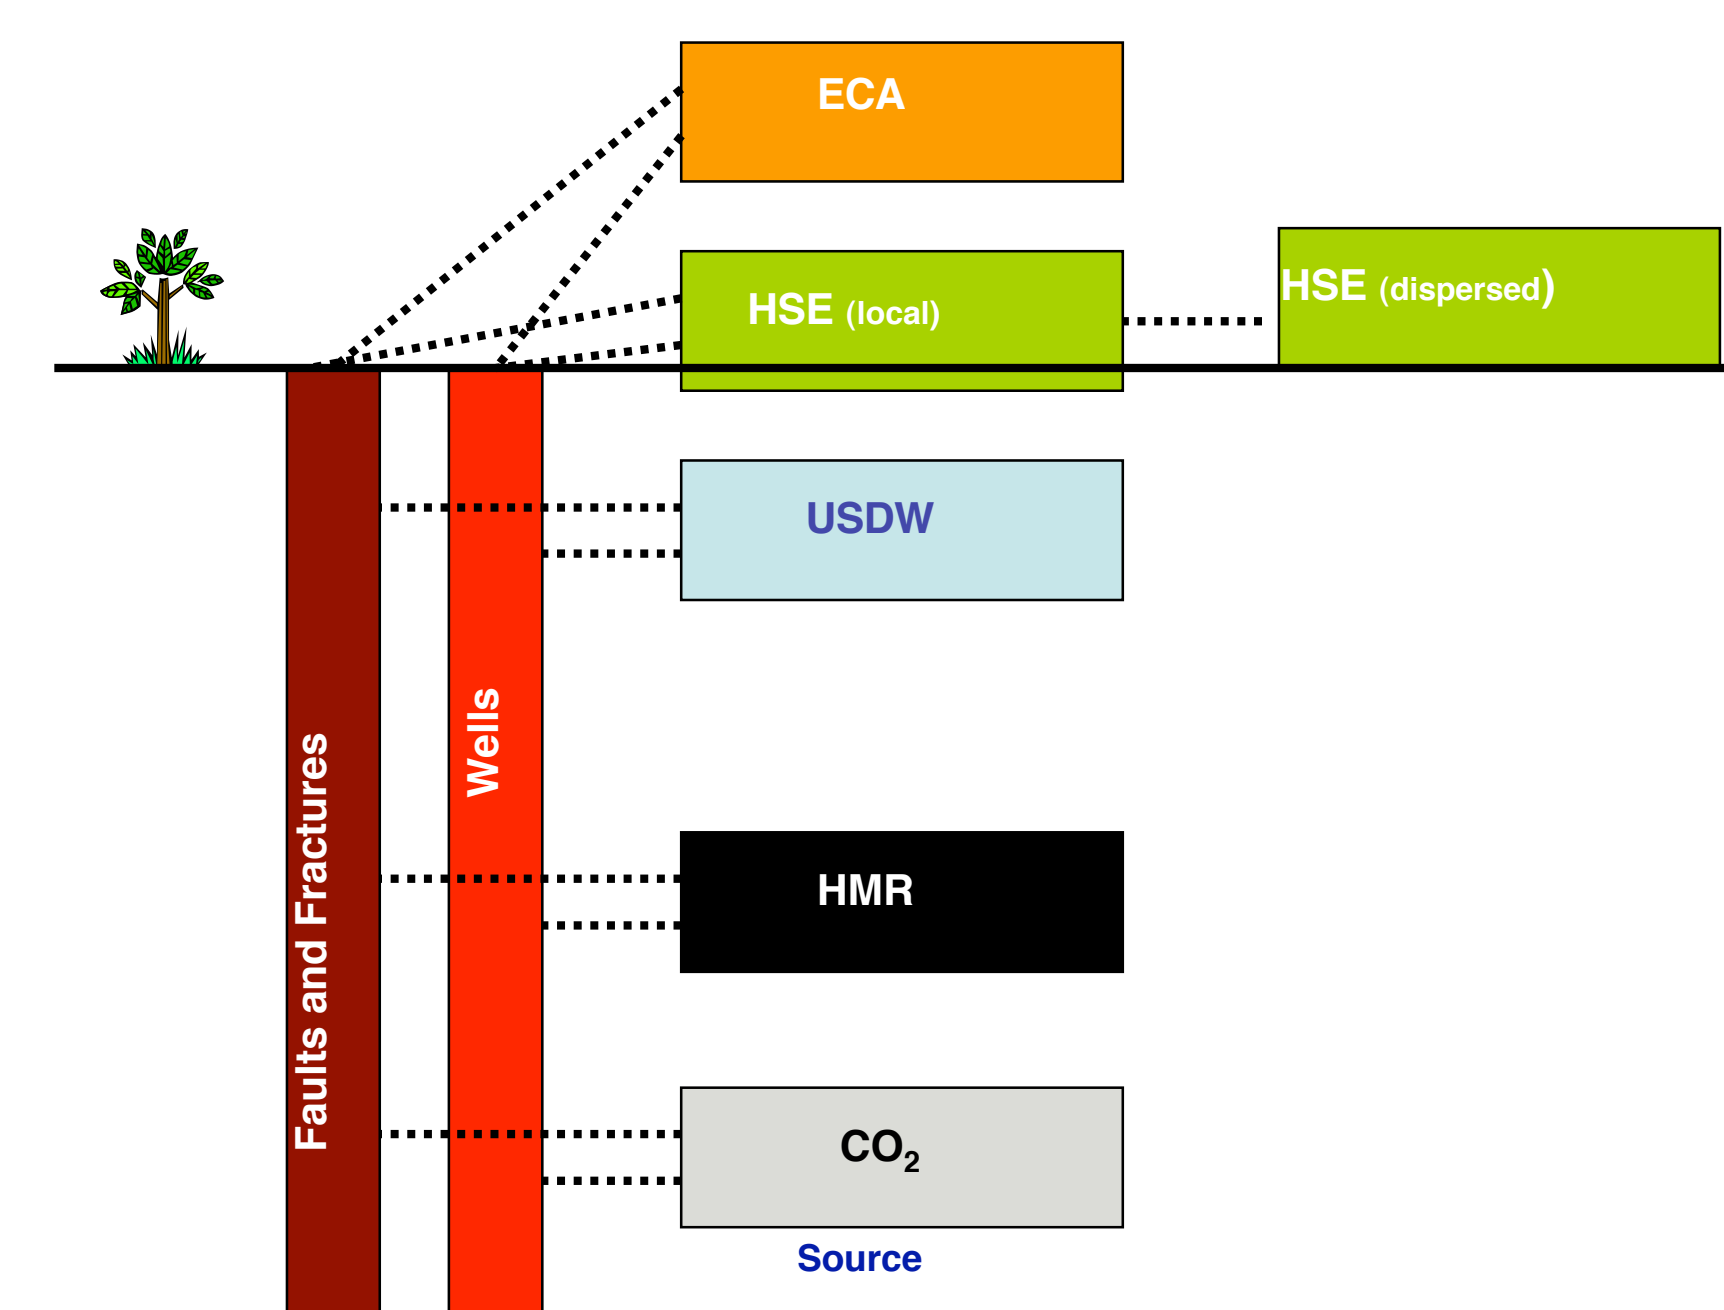 ECA
HSE (local)
HSE (dispersed)
USDW
Wells
Faults and Fractures
HMR
CO₂
Source